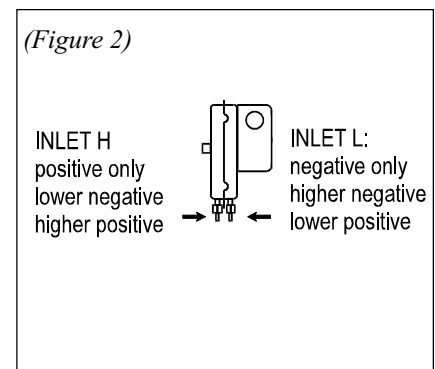 (Figure 2)
INLET H
positive only
lower negative
higher positive
INLET L:
negative only
higher negative
lower positive